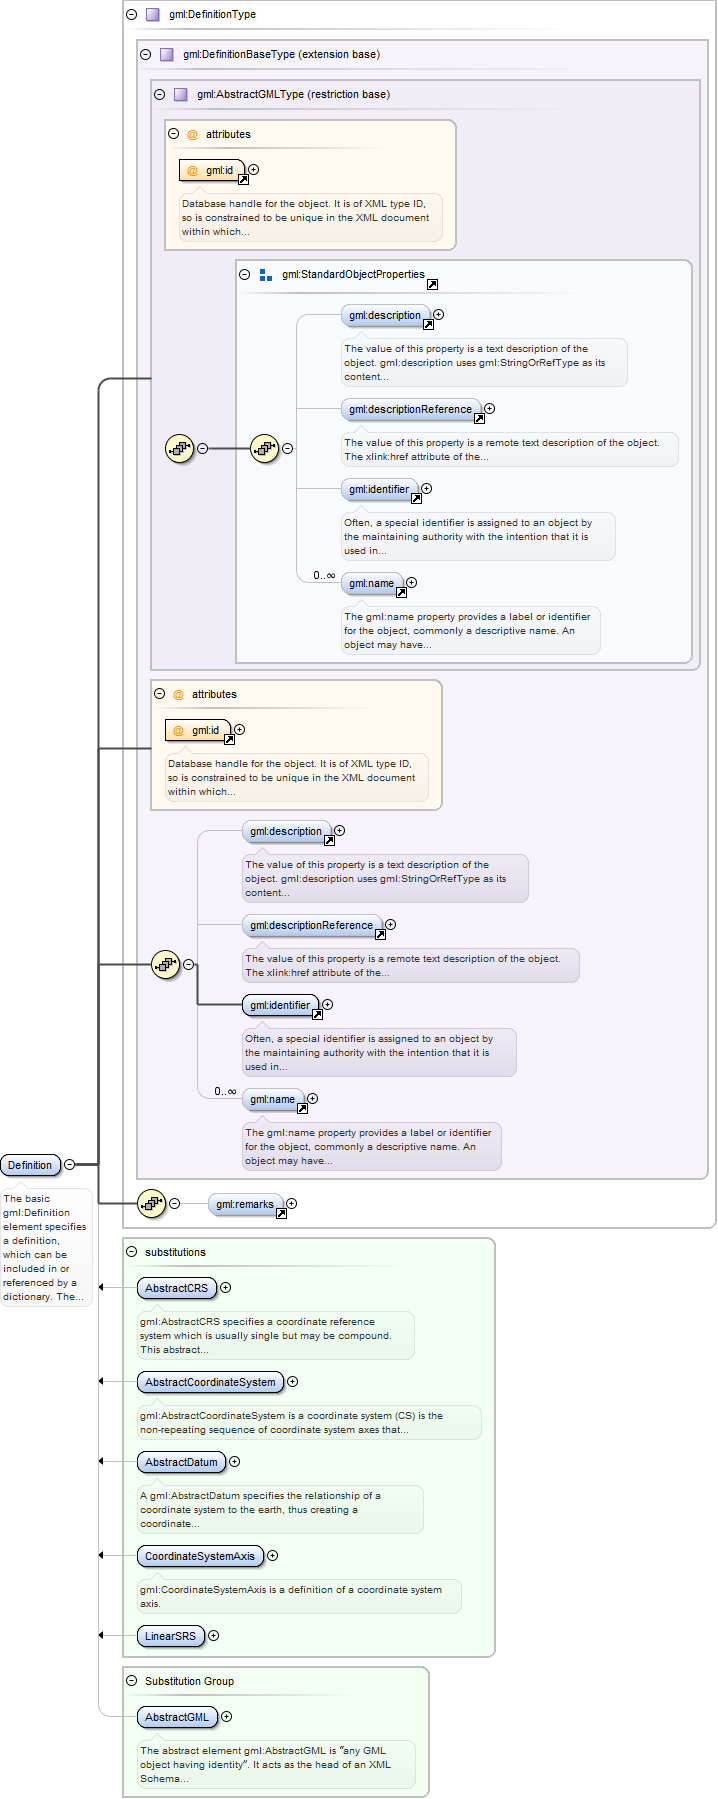 gml:DefinitionType
gml:DefinitionBaseType (extension base)
gml:AbstractGMLType (restriction base)
@ attributes
@ gml:id
Database handle for the object. It is of XML type ID,
so is constrained to be unique in the XML document
within which...
gml:StandardObjectProperties
gml:description
The value of this property is a text description of the
object. gml:description uses gml:StringOrRefType as its
content...
gml:descriptionReference
The value of this property is a remote text description of the object.
The xlink:href attribute of the...
gml:identifier
Often, a special identifier is assigned to an object by
the maintaining authority with the intention that it is
used in...
0..∞
gml:name
The gml:name property provides a label or identifier
for the object, commonly a descriptive name. An
object may have...
@ attributes
@ gml:id
Database handle for the object. It is of XML type ID,
so is constrained to be unique in the XML document
within which...
gml:description
The value of this property is a text description of the
object. gml:description uses gml:StringOrRefType as its
content...
gml:descriptionReference
The value of this property is a remote text description of the object.
The xlink:href attribute of the...
gml:identifier
Often, a special identifier is assigned to an object by
the maintaining authority with the intention that it is
used in...
0..∞
gml:name
The gml:name property provides a label or identifier
for the object, commonly a descriptive name. An
object may have...
Definition
The basic
gml:Definition
element specifies
a definition,
which can be
included in or
referenced by a
dictionary. The...
gml:remarks
substitutions
AbstractCRS
gml:AbstractCRS specifies a coordinate reference
system which is usually single but may be compound.
This abstract...
AbstractCoordinateSystem
gml:AbstractCoordinateSystem is a coordinate system (CS) is the
non-repeating sequence of coordinate system axes that...
AbstractDatum
A gml:AbstractDatum specifies the relationship of a
coordinate system to the earth, thus creating a
coordinate...
CoordinateSystemAxis
gml:CoordinateSystemAxis is a definition of a coordinate system
axis.
LinearSRS
Substitution Group
AbstractGML
The abstract element gml:AbstractGML is “any GML
object having identity”. It acts as the head of an XML
Schema...